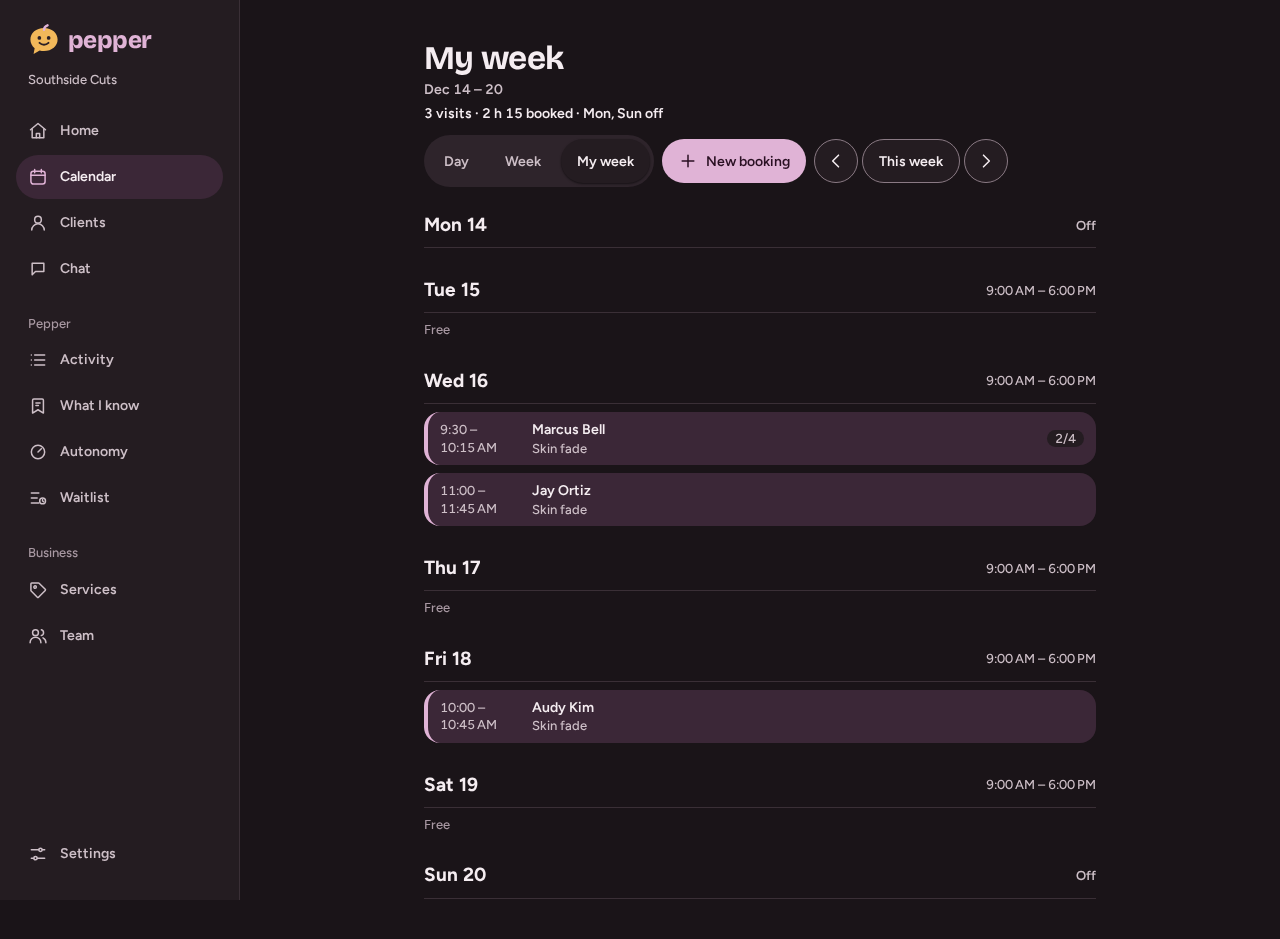 pepper
Southside Cuts
Home
Calendar
Clients
Chat
Pepper
Activity
What I know
Autonomy
Waitlist
Business
Services
Team
Settings
My week
Dec 14 – 20
3 visits · 2 h 15 booked · Mon, Sun off
Day Week My week New booking This week
Mon 14 Off
Tue 15 9:00 AM – 6:00 PM
Free
Wed 16 9:00 AM – 6:00 PM
9:30 – Marcus Bell
10:15 AM Skin fade 2/4
11:00 – Jay Ortiz
11:45 AM Skin fade
Thu 17 9:00 AM – 6:00 PM
Free
Fri 18 9:00 AM – 6:00 PM
10:00 – Audy Kim
10:45 AM Skin fade
Sat 19 9:00 AM – 6:00 PM
Free
Sun 20 Off